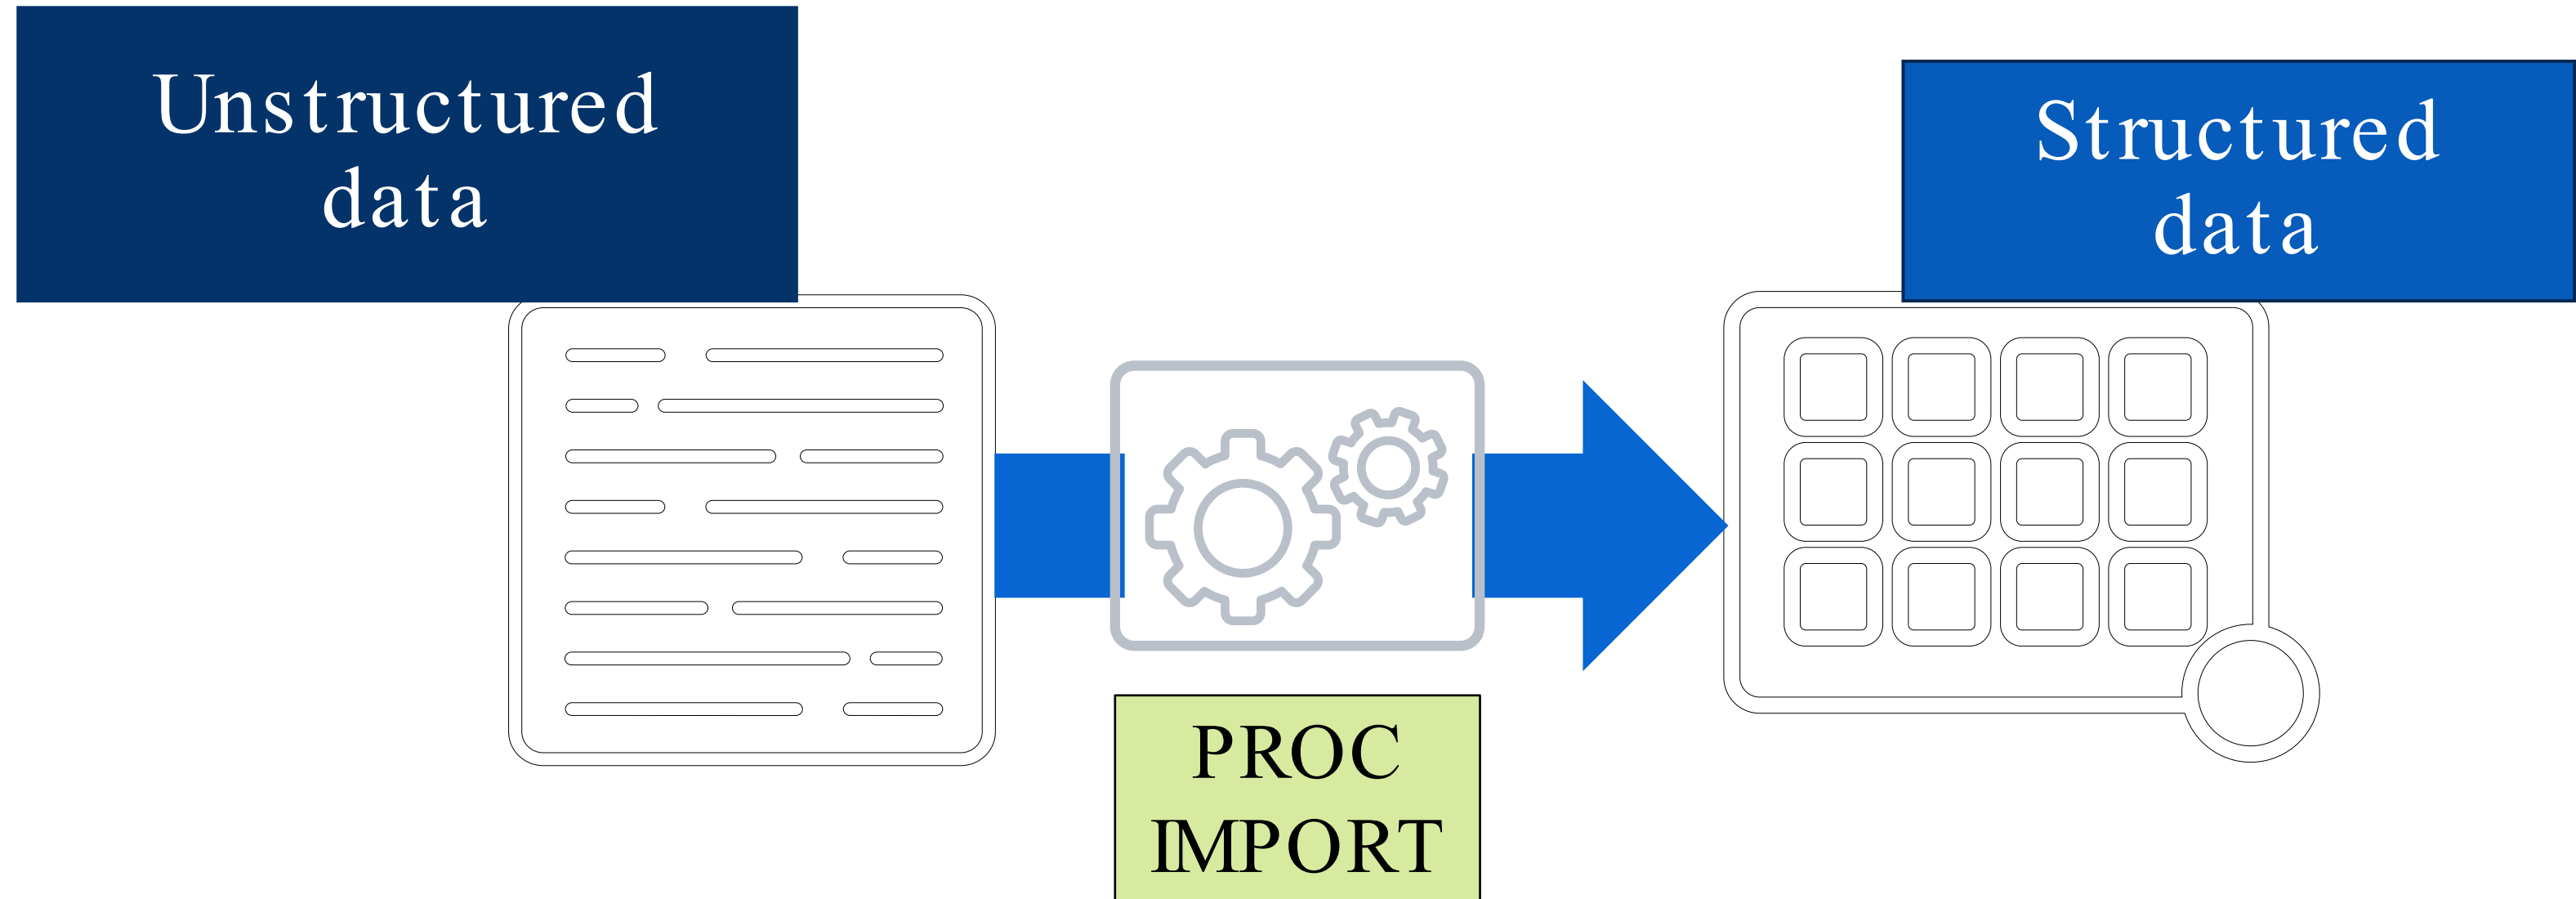 Unstructured
data
Structured
data
PROC
IMPORT